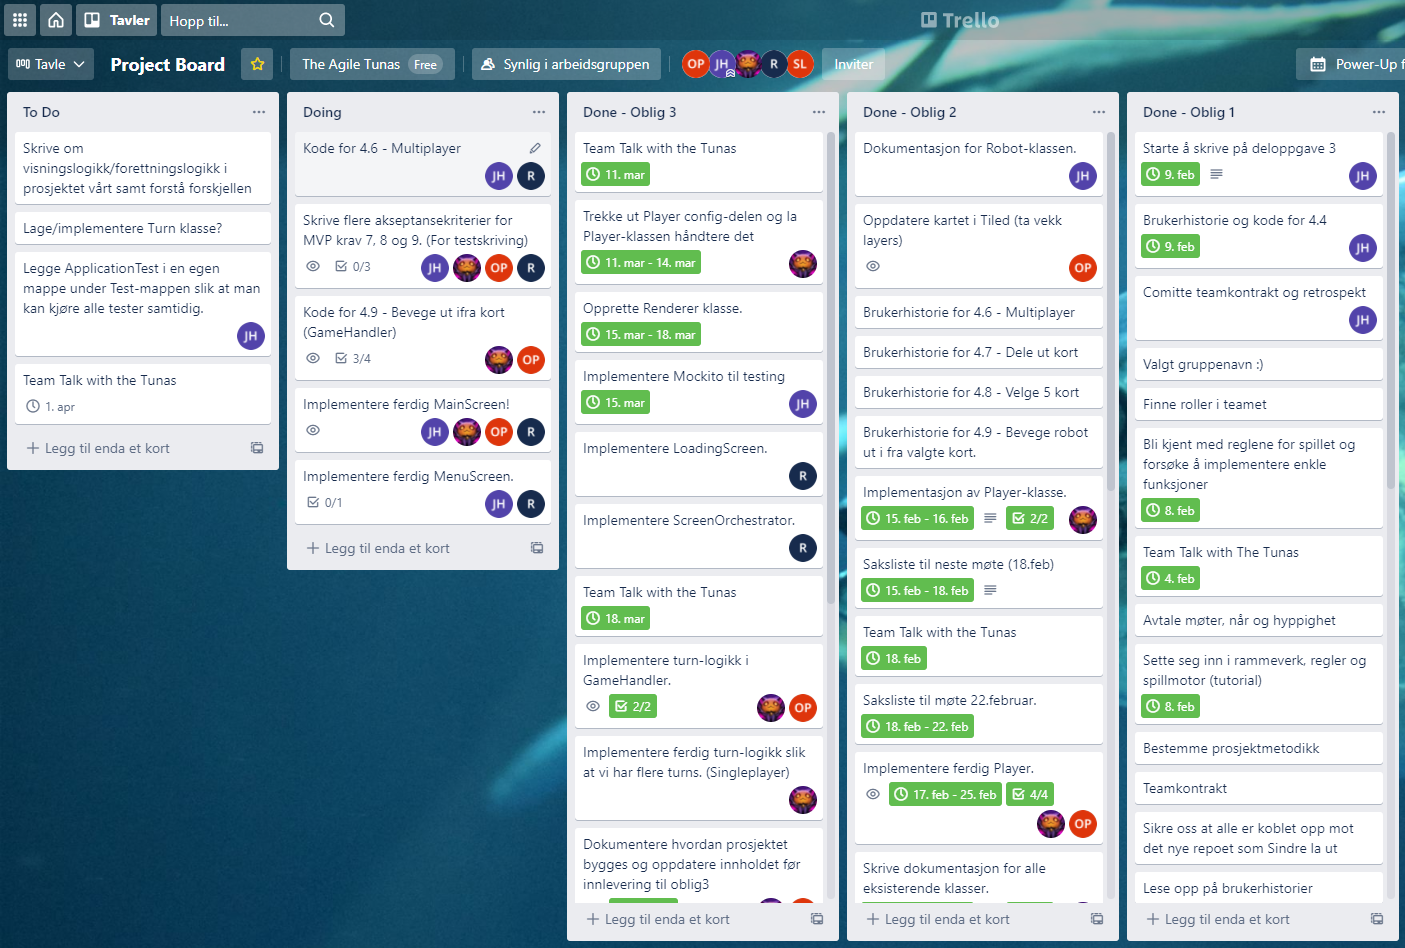 Tavler
Hopp til...
Trello
Tavle
Project Board
The Agile Tunas
Free
Synlig i arbeidsgruppen
OP
JH
R
SL
Inviter
Power-Up f
To Do
Skrive om
visningslogikk/forettningslogikk i
prosjektet vårt samt forstå forskjellen
Lage/implementere Turn klasse?
Legge ApplicationTest i en egen
mappe under Test-mappen slik at man
kan kjøre alle tester samtidig.
JH
Team Talk with the Tunas
1. apr
+ Legg til enda et kort
Doing
Kode for 4.6 - Multiplayer
JH
R
Skrive flere akseptansekriterier for
MVP krav 7, 8 og 9. (For testskriving)
0/3
JH
OP
R
Kode for 4.9 - Bevege ut ifra kort
(GameHandler)
3/4
OP
Implementere ferdig MainScreen!
JH
OP
R
Implementere ferdig MenuScreen.
0/1
JH
R
+ Legg til enda et kort
Done - Oblig 3
Team Talk with the Tunas
11. mar
Trekke ut Player config-delen og la
Player-klassen håndtere det
11. mar - 14. mar
Opprette Renderer klasse.
15. mar - 18. mar
Implementere Mockito til testing
15. mar
JH
Implementere LoadingScreen.
R
Implementere ScreenOrchestrator.
R
Team Talk with the Tunas
18. mar
Implementere turn-logikk i
GameHandler.
2/2
OP
Implementere ferdig turn-logikk slik
at vi har flere turns. (Singleplayer)
Dokumentere hvordan prosjektet
bygges og oppdatere innholdet før
innlevering til oblig3
+ Legg til enda et kort
Done - Oblig 2
Dokumentasjon for Robot-klassen.
JH
Oppdatere kartet i Tiled (ta vekk
layers)
OP
Brukerhistorie for 4.6 - Multiplayer
Brukerhistorie for 4.7 - Dele ut kort
Brukerhistorie for 4.8 - Velge 5 kort
Brukerhistorie for 4.9 - Bevege robot
ut i fra valgte kort.
Implementasjon av Player-klasse.
15. feb - 16. feb
2/2
Saksliste til neste møte (18.feb)
15. feb - 18. feb
Team Talk with the Tunas
18. feb
Saksliste til møte 22.februar.
18. feb - 22. feb
Implementere ferdig Player.
17. feb - 25. feb
4/4
OP
Skrive dokumentasjon for alle
eksisterende klasser.
+ Legg til enda et kort
Done - Oblig 1
Starte å skrive på deloppgave 3
9. feb
JH
Brukerhistorie og kode for 4.4
9. feb
JH
Comitte teamkontrakt og retrospekt
JH
Valgt gruppenavn :)
Finne roller i teamet
Bli kjent med reglene for spillet og
forsøke å implementere enkle
funksjoner
8. feb
Team Talk with The Tunas
4. feb
Avtale møter, når og hyppighet
Sette seg inn i rammeverk, regler og
spillmotor (tutorial)
8. feb
Bestemme prosjektmetodikk
Teamkontrakt
Sikre oss at alle er koblet opp mot
det nye repoet som Sindre la ut
Lese opp på brukerhistorier
+ Legg til enda et kort